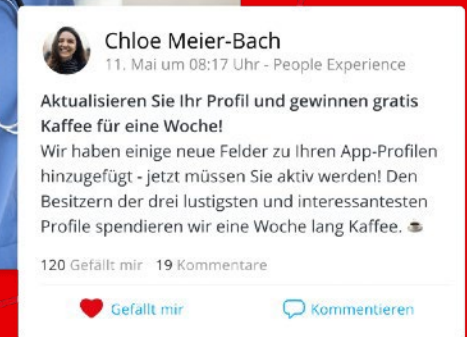 Chloe Meier-Bach
11. Mai um 08:17 Uhr - People Experience
Aktualisieren Sie Ihr Profil und gewinnen gratis
Kaffee für eine Woche!
Wir haben einige neue Felder zu Ihren App-Profilen
hinzugefügt - jetzt müssen Sie aktiv werden! Den
Besitzern der drei lustigsten und interessantesten
Profile spendieren wir eine Woche lang Kaffee. ☕
120 Gefällt mir 19 Kommentare
Gefällt mir Kommentieren